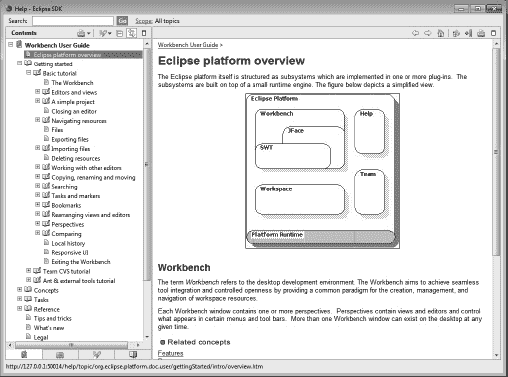 Help - Eclipse SDK
Search:
Go
Scope: All topics
Contents
Workbench User Guide
Eclipse platform overview
Getting started
Basic tutorial
The Workbench
Editors and views
A simple project
Closing an editor
Navigating resources
Files
Exporting files
Importing files
Deleting resources
Working with other editors
Copying, renaming and moving
Searching
Tasks and markers
Bookmarks
Rearranging views and editors
Perspectives
Comparing
Local history
Responsive UI
Exiting the Workbench
Team CVS tutorial
Ant & external tools tutorial
Concepts
Tasks
Reference
Tips and tricks
What's new
Legal
Workbench User Guide >
Eclipse platform overview
The Eclipse platform itself is structured as subsystems which are implemented in one or more plug-ins. The
subsystems are built on top of a small runtime engine. The figure below depicts a simplified view.
Eclipse Platform
Workbench
Help
JFace
SWT
Team
Workspace
Platform Runtime
Workbench
The term Workbench refers to the desktop development environment. The Workbench aims to achieve seamless
tool integration and controlled openness by providing a common paradigm for the creation, management, and
navigation of workspace resources.
Each Workbench window contains one or more perspectives. Perspectives contain views and editors and control
what appears in certain menus and tool bars. More than one Workbench window can exist on the desktop at any
given time.
Related concepts
Features
http://127.0.0.1:50014/help/topic/org.eclipse.platform.doc.user/gettingStarted/intro/overview.htm